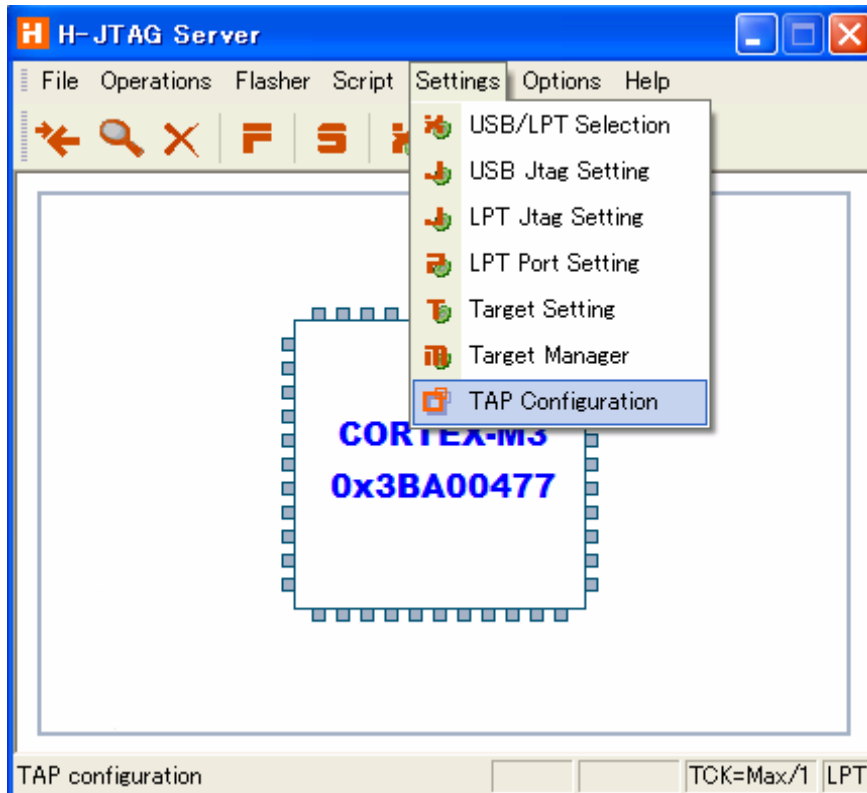 H-JTAG Server
File Operations Flasher Script Settings Options Help
USB/LPT Selection
USB Jtag Setting
LPT Jtag Setting
LPT Port Setting
Target Setting
Target Manager
TAP Configuration
CORTEX-M3
0x3BA00477
TAP configuration TCK=Max/1 LPT